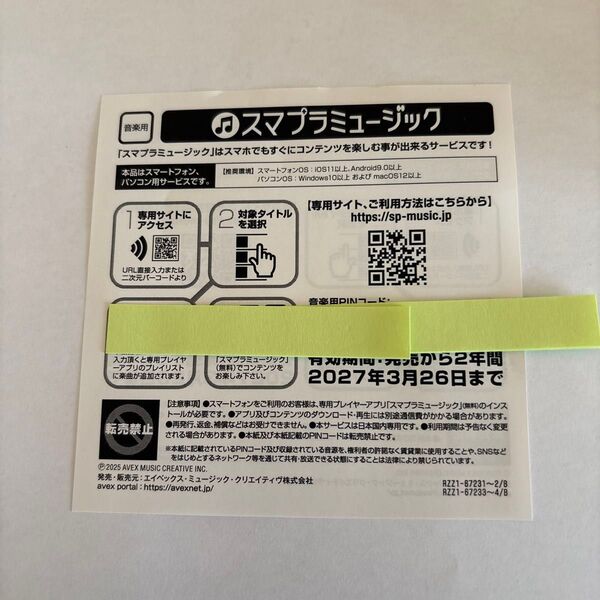 音楽用
スマプラミュージック
「スマプラミュージック」はスマホでもすぐにコンテンツを楽しむ事が出来るサービスです!
本品はスマートフォン、
パソコン用サービスです。
【推奨環境】 スマートフォンOS:iOS11以上、Android9.0以上
パソコンOS:Windows10以上 および macOS12以上
1 専用サイトに
アクセス
URL直接入力または
二次元バーコードより
2 対象タイトル
を選択
【専用サイト、ご利用方法はこちらから】
https://sp-music.jp
音楽用PINコード:
入力頂くと専用プレイヤー
アプリのプレイリスト
に楽曲が追加されます。
「スマプラミュージック」
(無料)でコンテンツを
お楽しみ下さい。
有効期間:発売から2年間
2027年3月26日まで
転売禁止
【注意事項】●スマートフォンをご利用のお客様は、専用プレイヤーアプリ「スマプラミュージック」(無料)のインス
トールが必要です。●アプリ及びコンテンツのダウンロード・再生には別途通信費がかかる場合があります。
●再発行、返金、補償などはお受けできません。●本サービスは日本国内専用です。●利用期間は予告なく変更
される場合があります。●本紙及び本紙記載のPINコードは転売禁止です。
※本紙に記載されているPINコード及び収録されている音源を、権利者の許諾なく賃貸業に使用することや、SNSなど
をはじめとするネットワーク等を通じて共有・放送できる状態にすることは法律により禁じられています。
©2025 AVEX MUSIC CREATIVE INC.
発売・販売元:エイベックス・ミュージック・クリエイティヴ株式会社
avex portal:https://avexnet.jp/
RZZ1-67231~2/B
RZZ1-67233~4/B